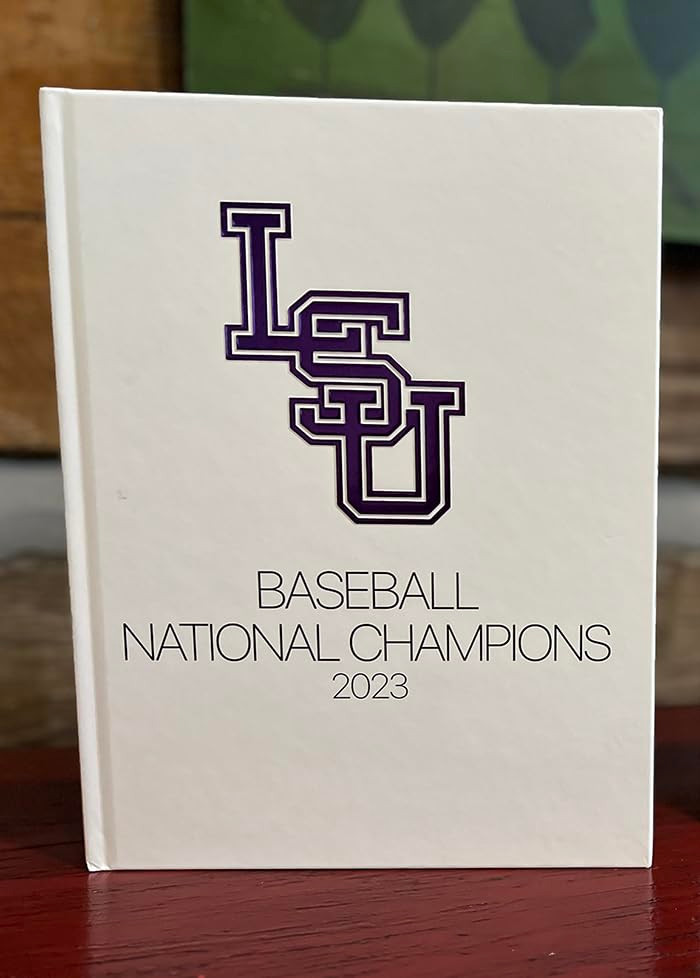 LSU
BASEBALL
NATIONAL CHAMPIONS
2023